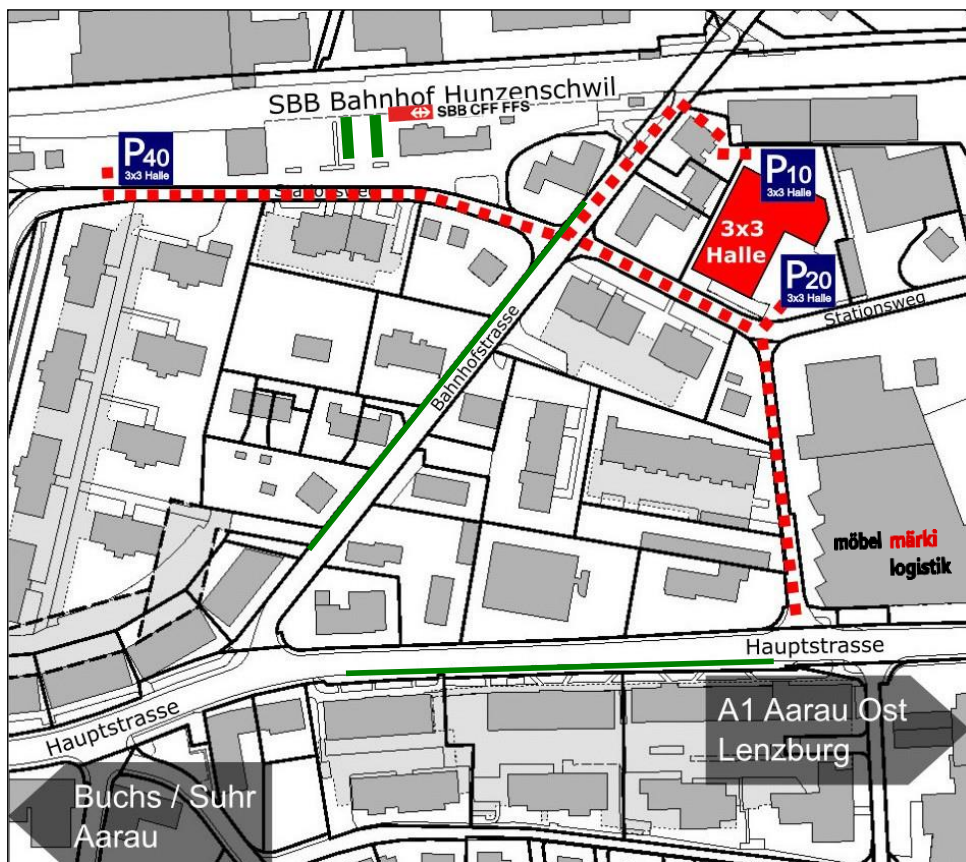 SBB Bahnhof Hunzenschwil
SBB CFF FFS
P40
3x3 Halle
Stationsweg
P10
3x3 Halle
3x3
Halle
P20
3x3 Halle
Stationsweg
Bahnhofstrasse
möbel märki
logistik
Hauptstrasse
Hauptstrasse
A1 Aarau Ost
Lenzburg
Buchs / Suhr
Aarau